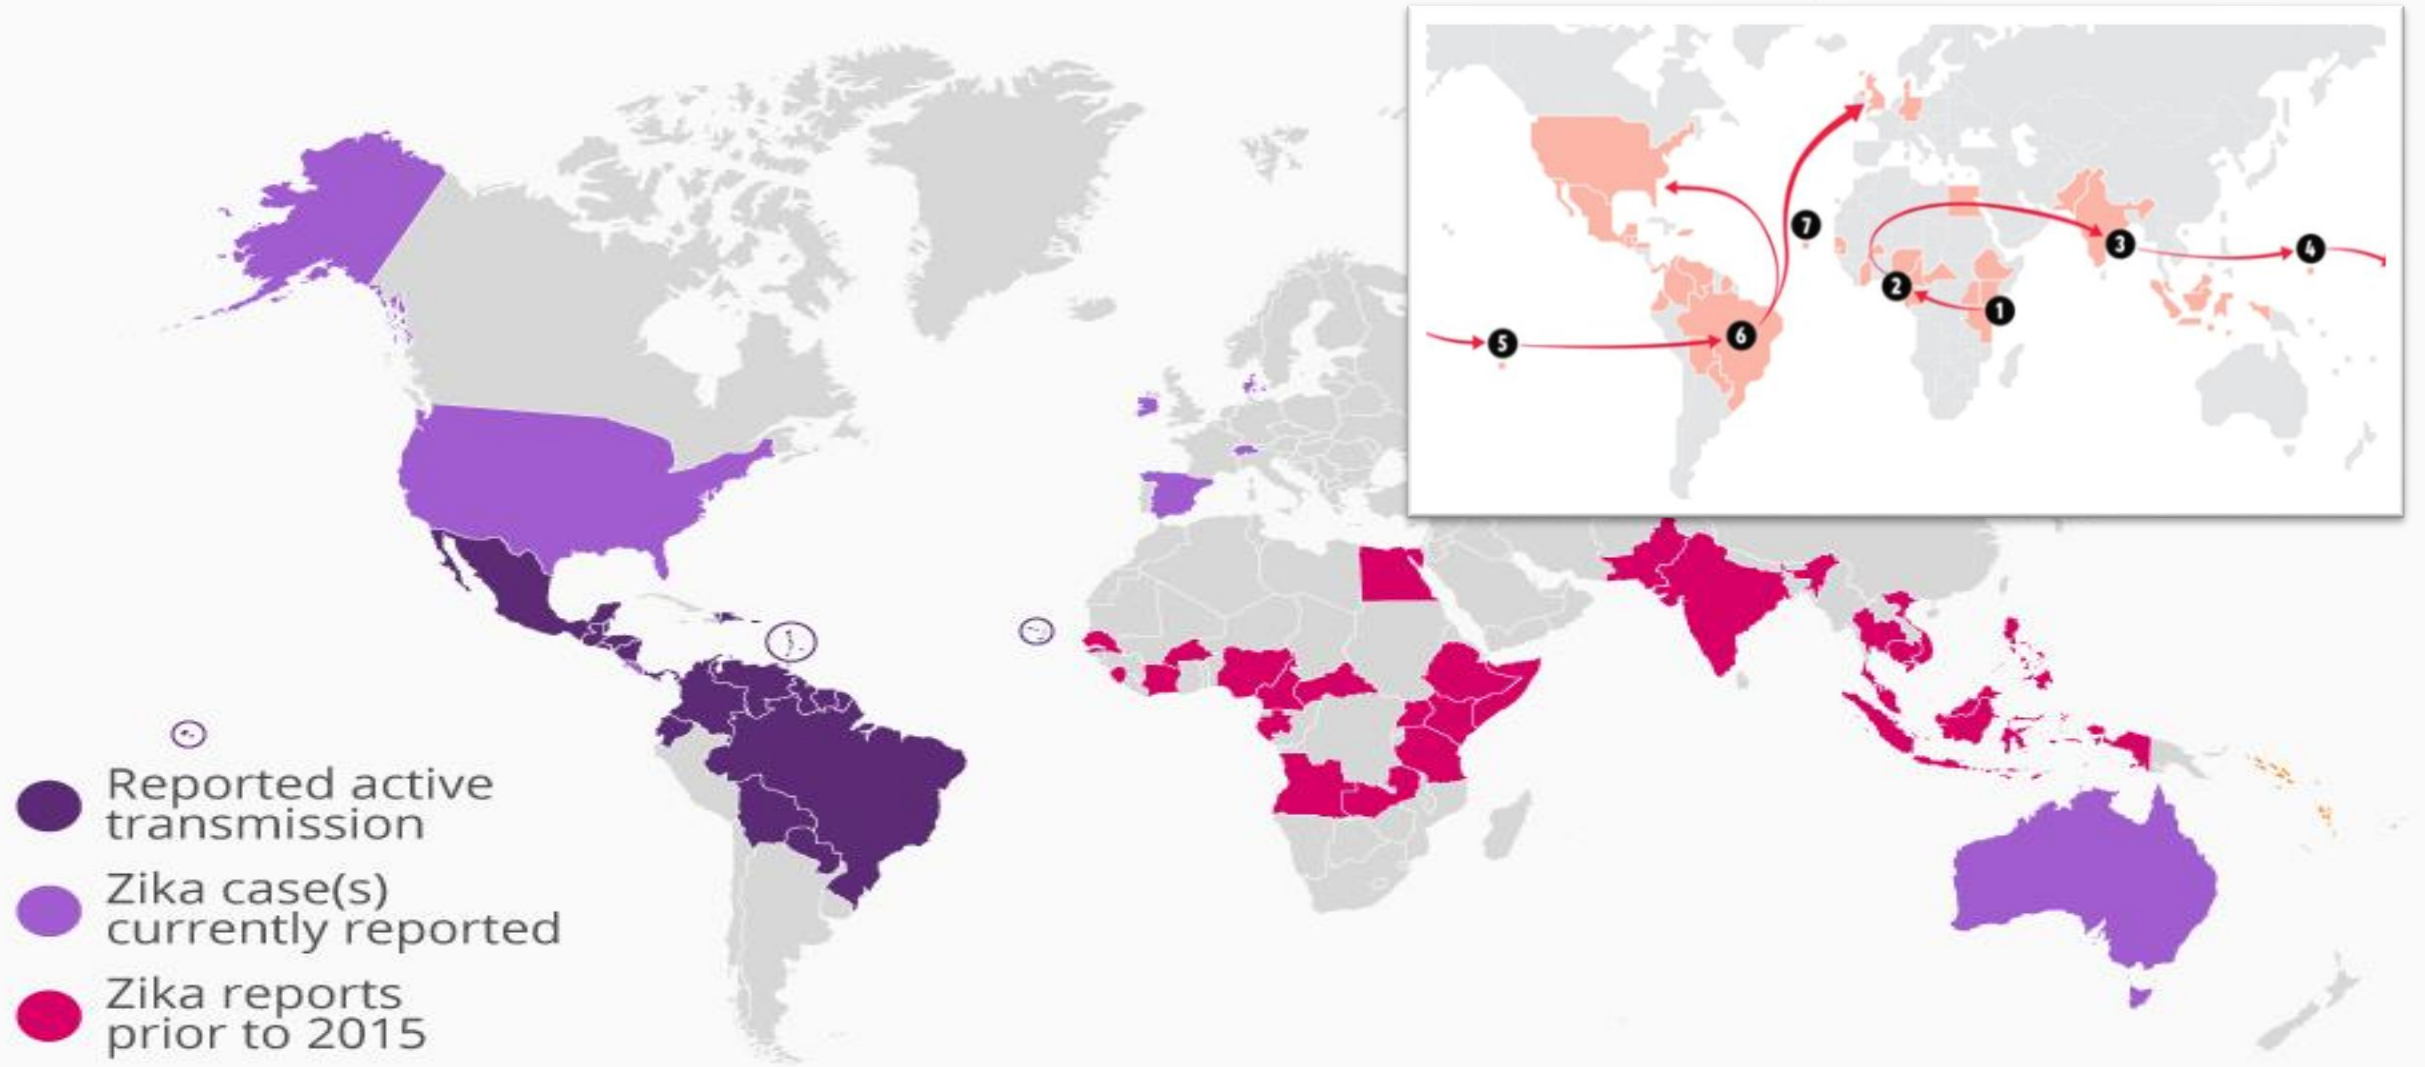 7
3
4
2
1
5
6
Reported active
transmission
Zika case(s)
currently reported
Zika reports
prior to 2015